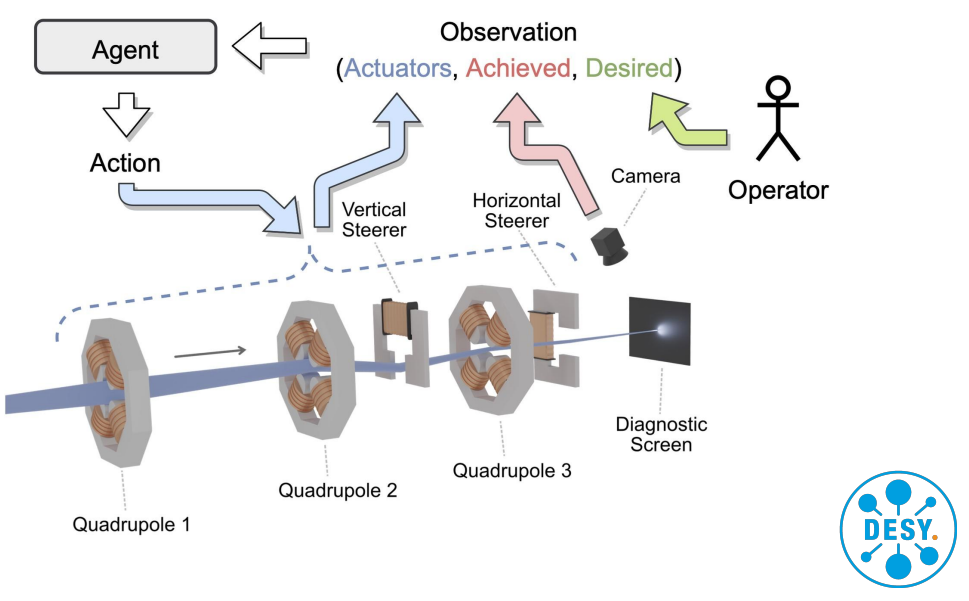 Agent
Observation
(Actuators, Achieved, Desired)
Action
Operator
Camera
Vertical
Steerer
Horizontal
Steerer
Diagnostic
Screen
Quadrupole 3
Quadrupole 2
Quadrupole 1
DESY.